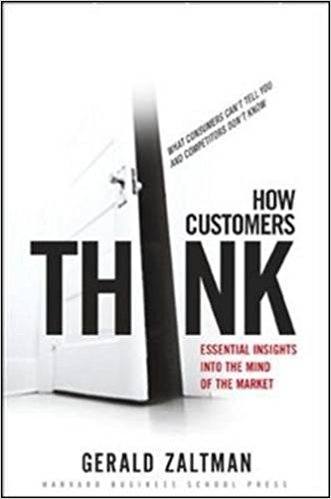 WHAT CONSUMERS CAN'T TELL YOU
AND COMPETITORS DON'T KNOW
HOW
CUSTOMERS
THINK
ESSENTIAL INSIGHTS
INTO THE MIND
OF THE MARKET
GERALD ZALTMAN
HARVARD BUSINESS SCHOOL PRESS